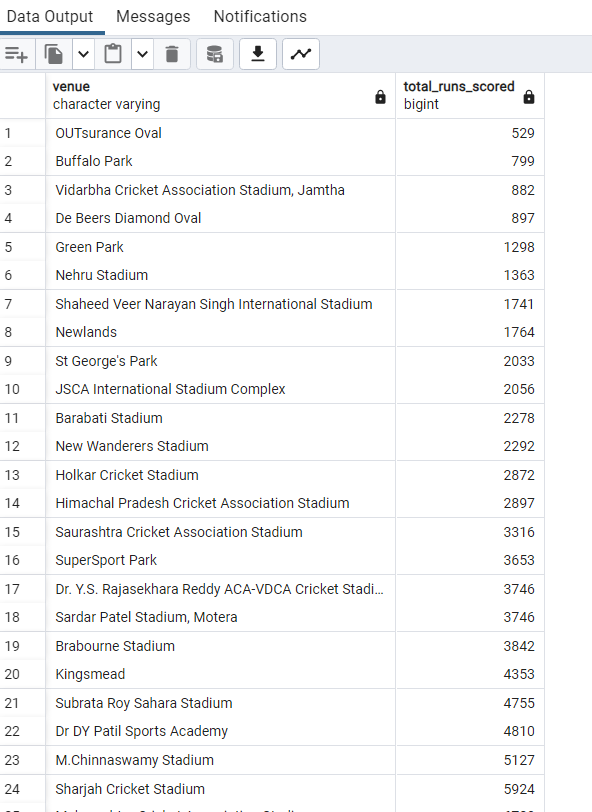 Data Output Messages Notifications
venue total_runs_scored
character varying bigint
1 OUTsurance Oval 529
2 Buffalo Park 799
3 Vidarbha Cricket Association Stadium, Jamtha 882
4 De Beers Diamond Oval 897
5 Green Park 1298
6 Nehru Stadium 1363
7 Shaheed Veer Narayan Singh International Stadium 1741
8 Newlands 1764
9 St George's Park 2033
10 JSCA International Stadium Complex 2056
11 Barabati Stadium 2278
12 New Wanderers Stadium 2292
13 Holkar Cricket Stadium 2872
14 Himachal Pradesh Cricket Association Stadium 2897
15 Saurashtra Cricket Association Stadium 3316
16 SuperSport Park 3653
17 Dr. Y.S. Rajasekhara Reddy ACA-VDCA Cricket Stadi... 3746
18 Sardar Patel Stadium, Motera 3746
19 Brabourne Stadium 3842
20 Kingsmead 4353
21 Subrata Roy Sahara Stadium 4755
22 Dr DY Patil Sports Academy 4810
23 M.Chinnaswamy Stadium 5127
24 Sharjah Cricket Stadium 5924